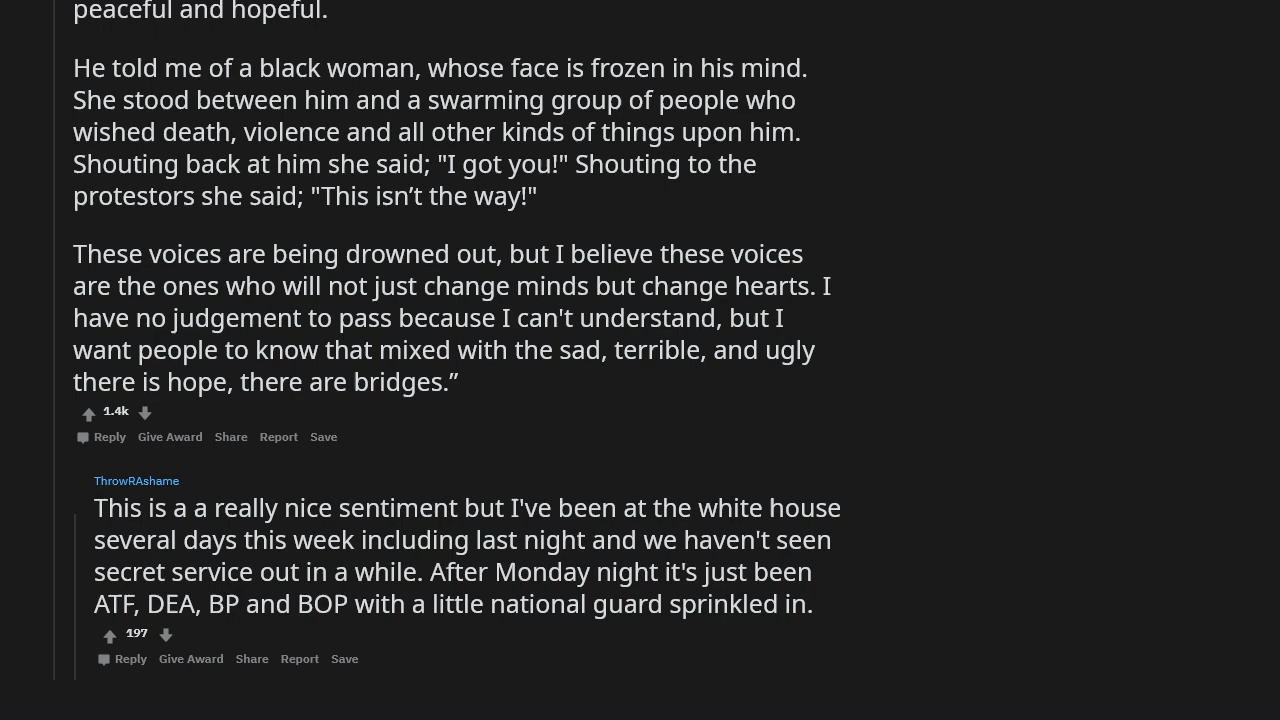 peaceful and hopeful.
He told me of a black woman, whose face is frozen in his mind.
She stood between him and a swarming group of people who
wished death, violence and all other kinds of things upon him.
Shouting back at him she said; "I got you!" Shouting to the
protestors she said; "This isn’t the way!"
These voices are being drowned out, but I believe these voices
are the ones who will not just change minds but change hearts. I
have no judgement to pass because I can't understand, but I
want people to know that mixed with the sad, terrible, and ugly
there is hope, there are bridges.”
1.4k
Reply Give Award Share Report Save
ThrowRAshame
This is a a really nice sentiment but I've been at the white house
several days this week including last night and we haven't seen
secret service out in a while. After Monday night it's just been
ATF, DEA, BP and BOP with a little national guard sprinkled in.
197
Reply Give Award Share Report Save